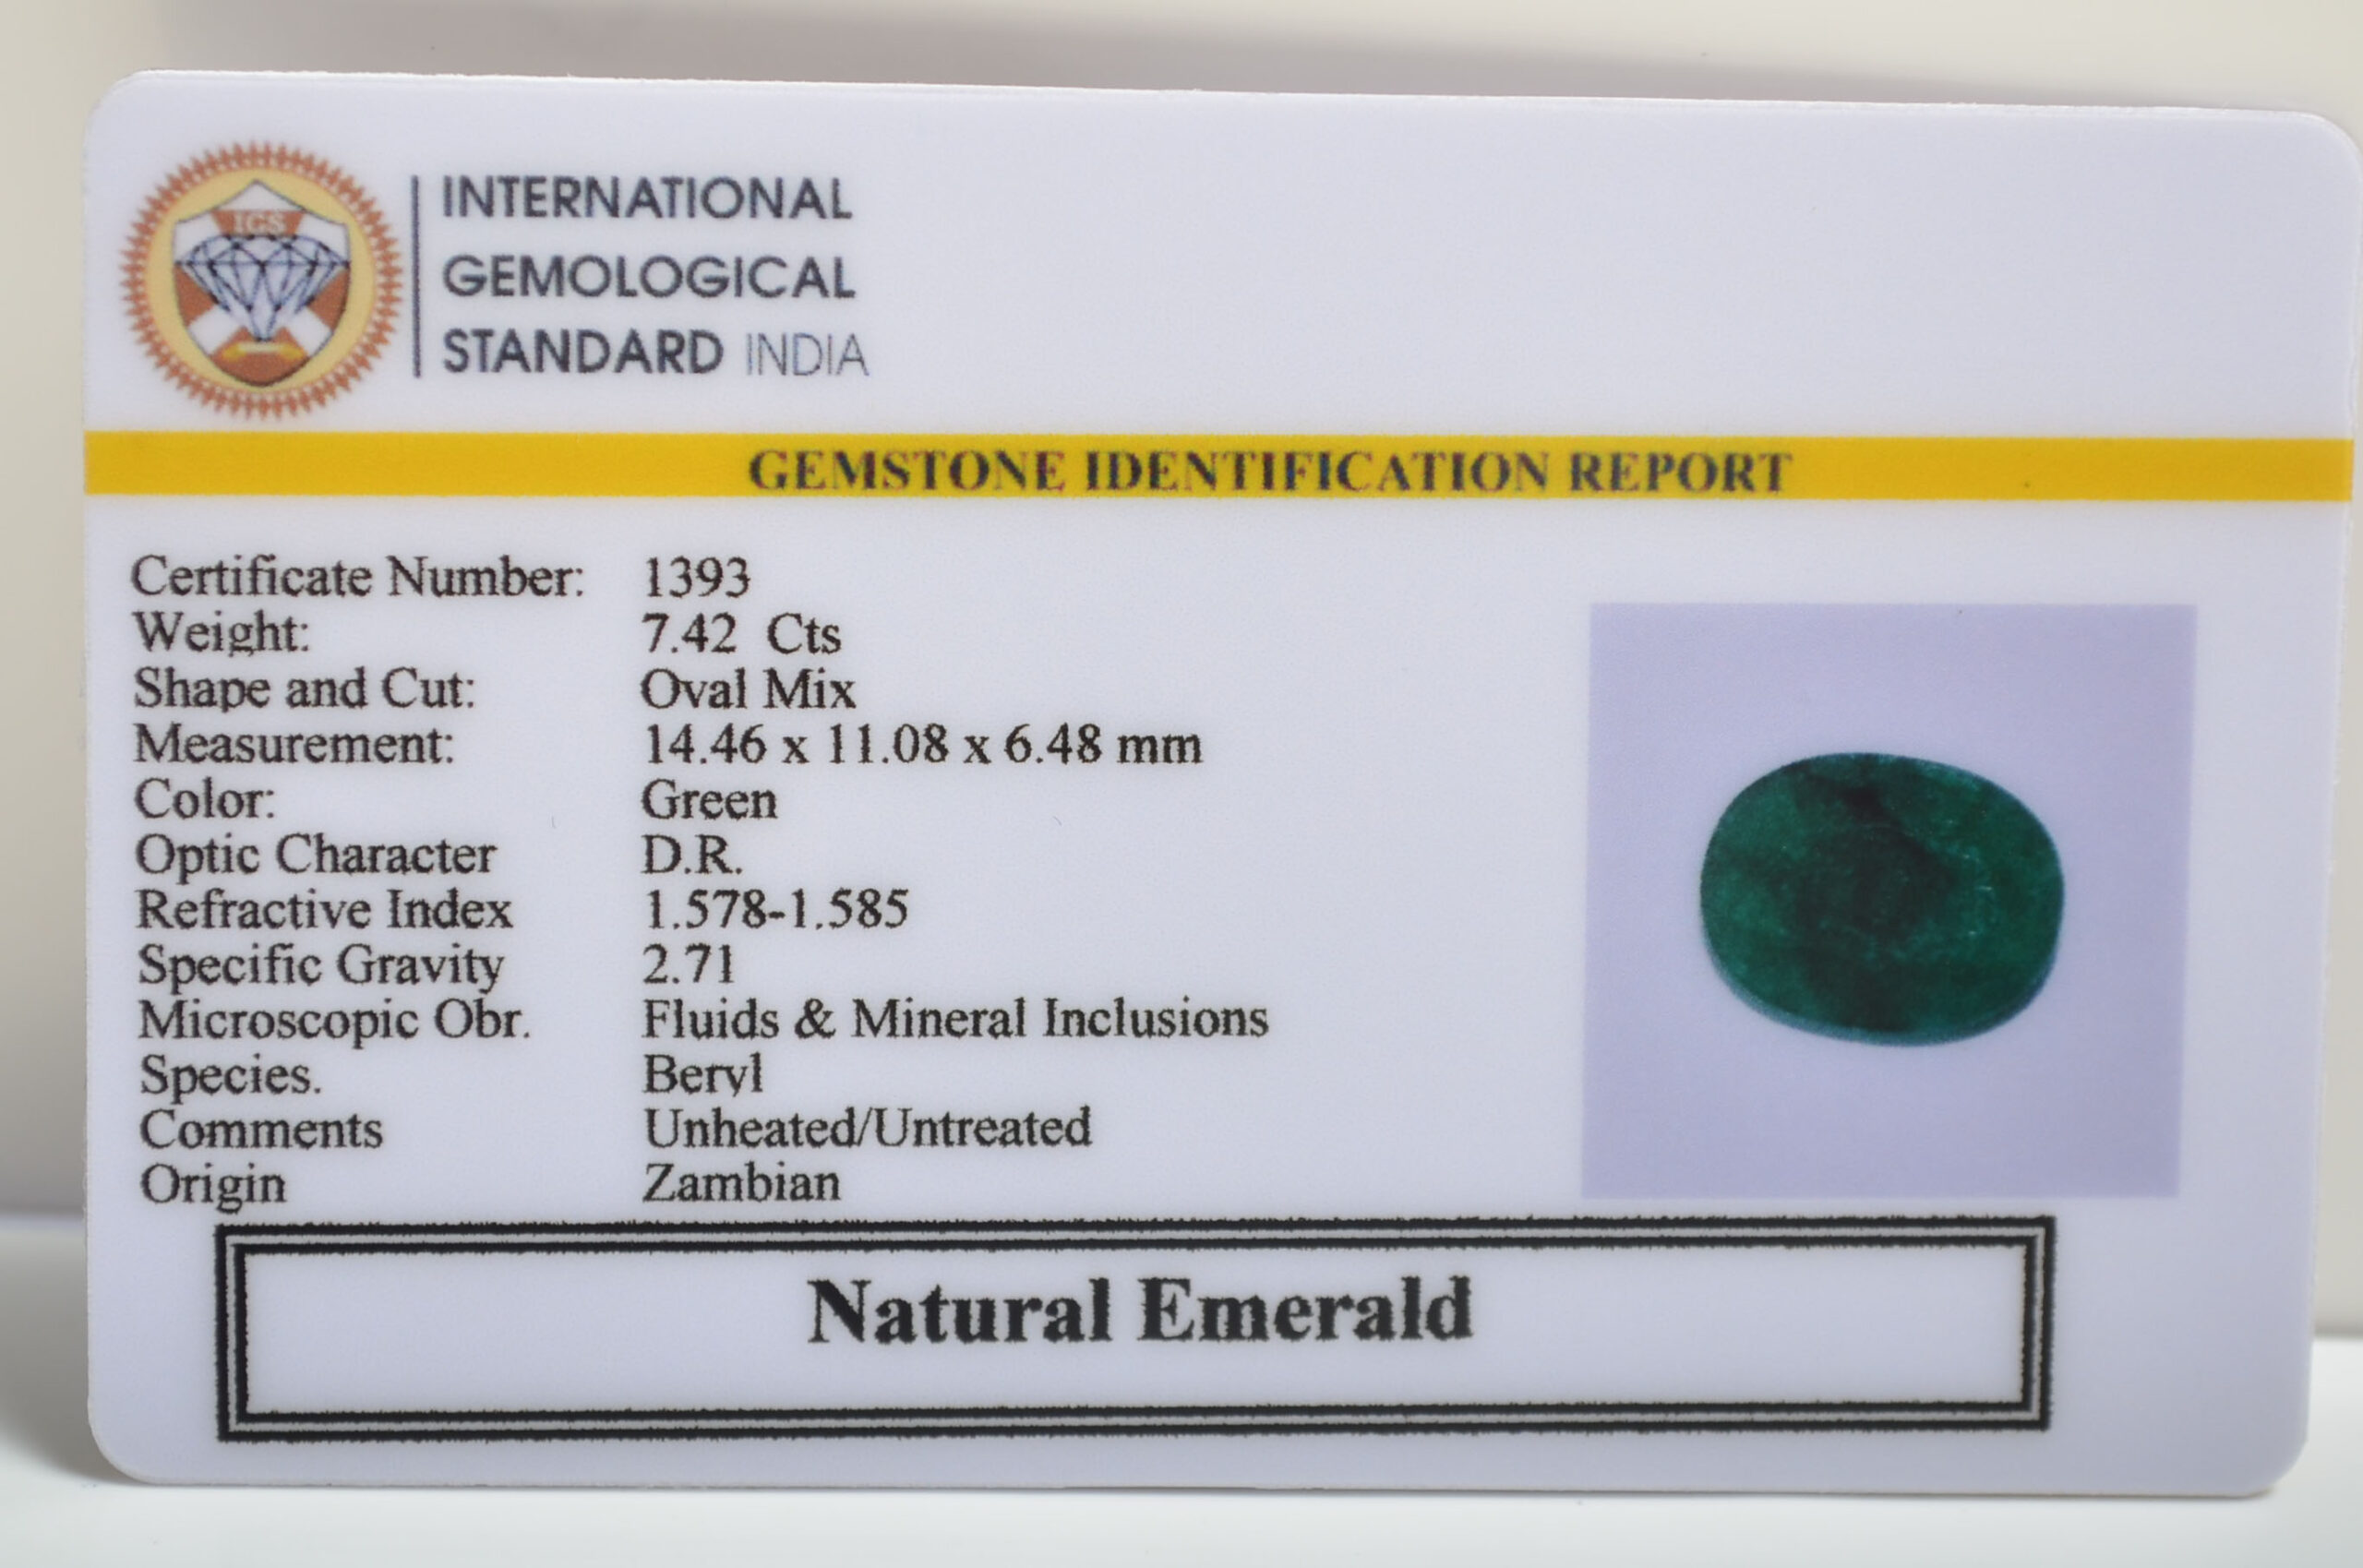 IGS
INTERNATIONAL
GEMOLOGICAL
STANDARD INDIA
GEMSTONE IDENTIFICATION REPORT
Certificate Number: 1393
Weight: 7.42 Cts
Shape and Cut: Oval Mix
Measurement: 14.46 x 11.08 x 6.48 mm
Color: Green
Optic Character D.R.
Refractive Index 1.578-1.585
Specific Gravity 2.71
Microscopic Obr. Fluids & Mineral Inclusions
Species. Beryl
Comments Unheated/Untreated
Origin Zambian
Natural Emerald